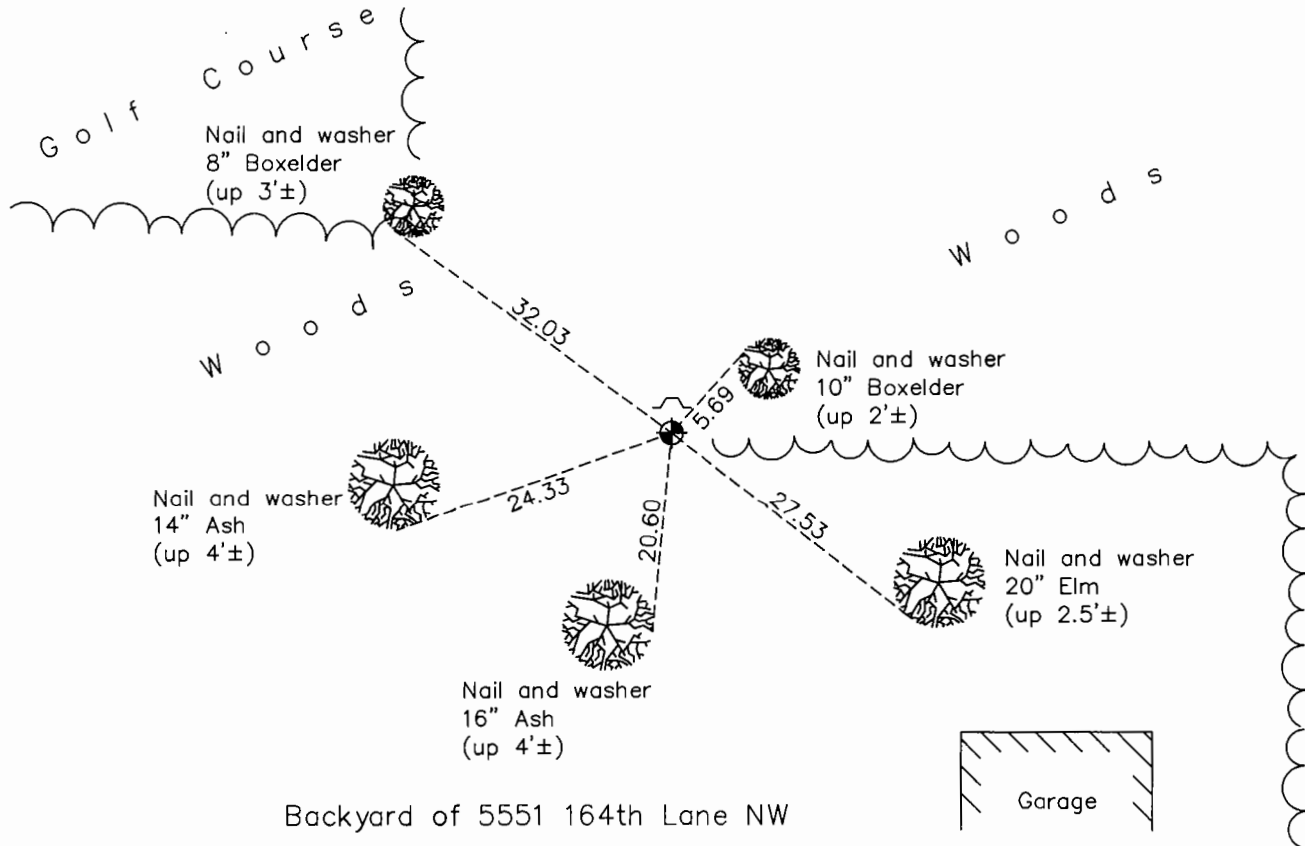 Golf Course
Nail and washer
8" Boxelder
(up 3'±)
Woods
Woods
32.03
Nail and washer
10" Boxelder
(up 2'±)
5.69
Nail and washer
14" Ash
(up 4'±)
24.33
20.60
27.53
Nail and washer
20" Elm
(up 2.5'±)
Nail and washer
16" Ash
(up 4'±)
Garage
Backyard of 5551 164th Lane NW